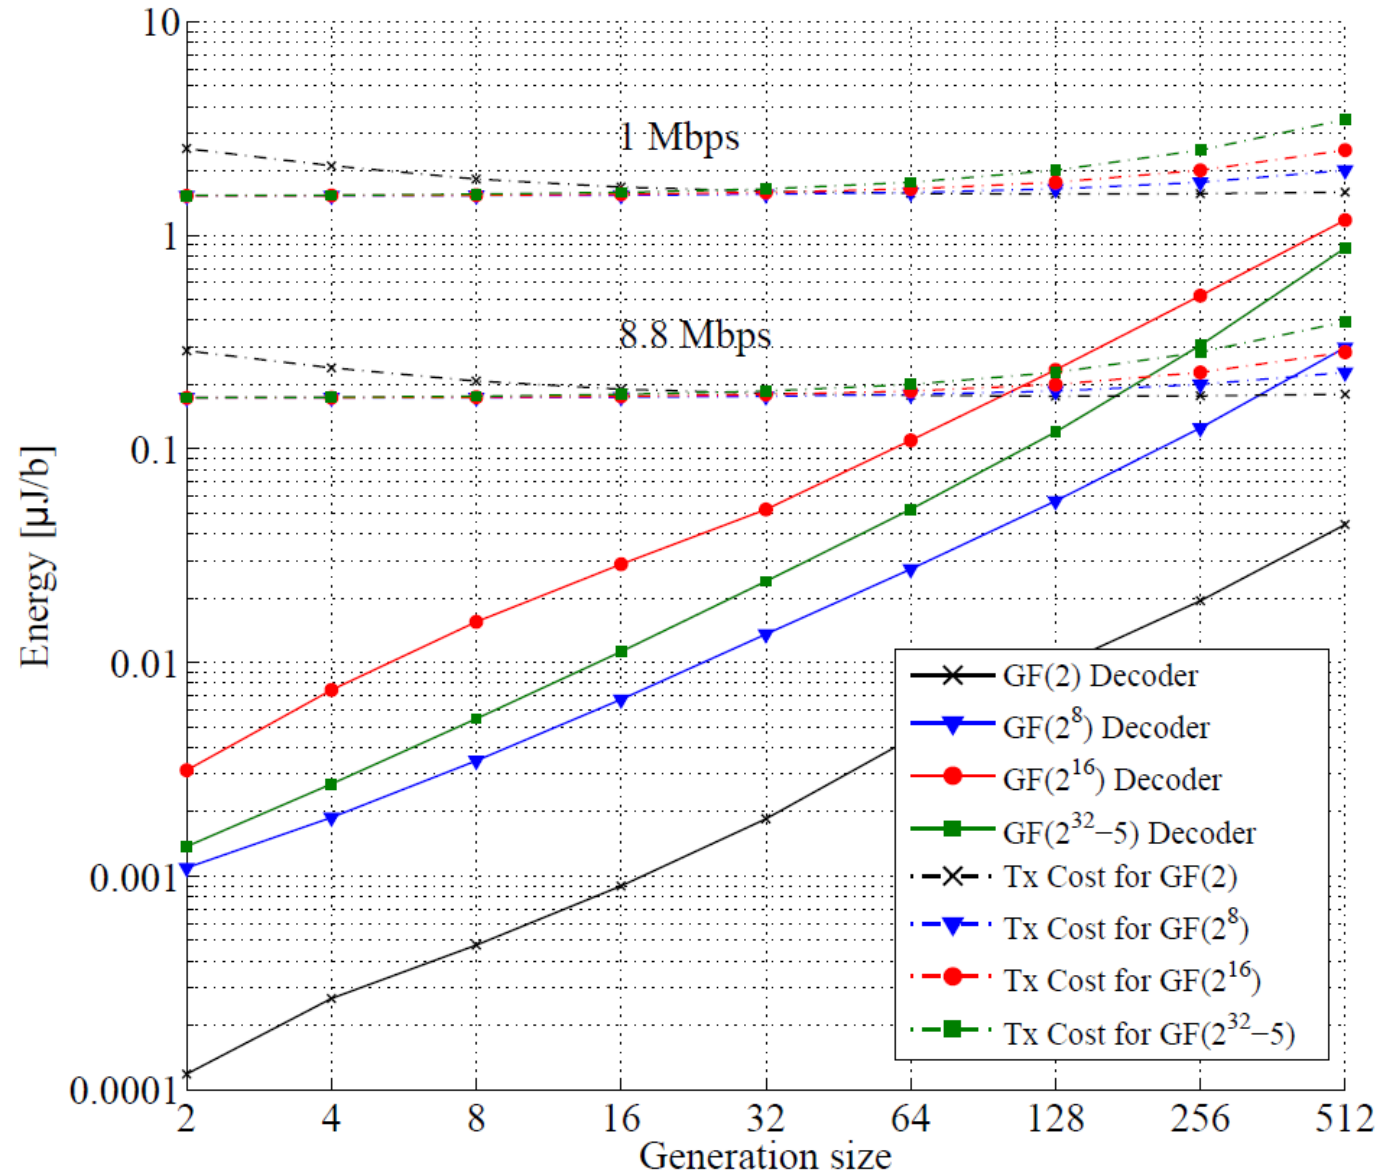 10
1
0.1
0.01
0.001
0.0001
Energy [µJ/b]
1 Mbps
8.8 Mbps
GF(2) Decoder
GF(2^8) Decoder
GF(2^16) Decoder
GF(2^32−5) Decoder
Tx Cost for GF(2)
Tx Cost for GF(2^8)
Tx Cost for GF(2^16)
Tx Cost for GF(2^32−5)
2 4 8 16 32 64 128 256 512
Generation size